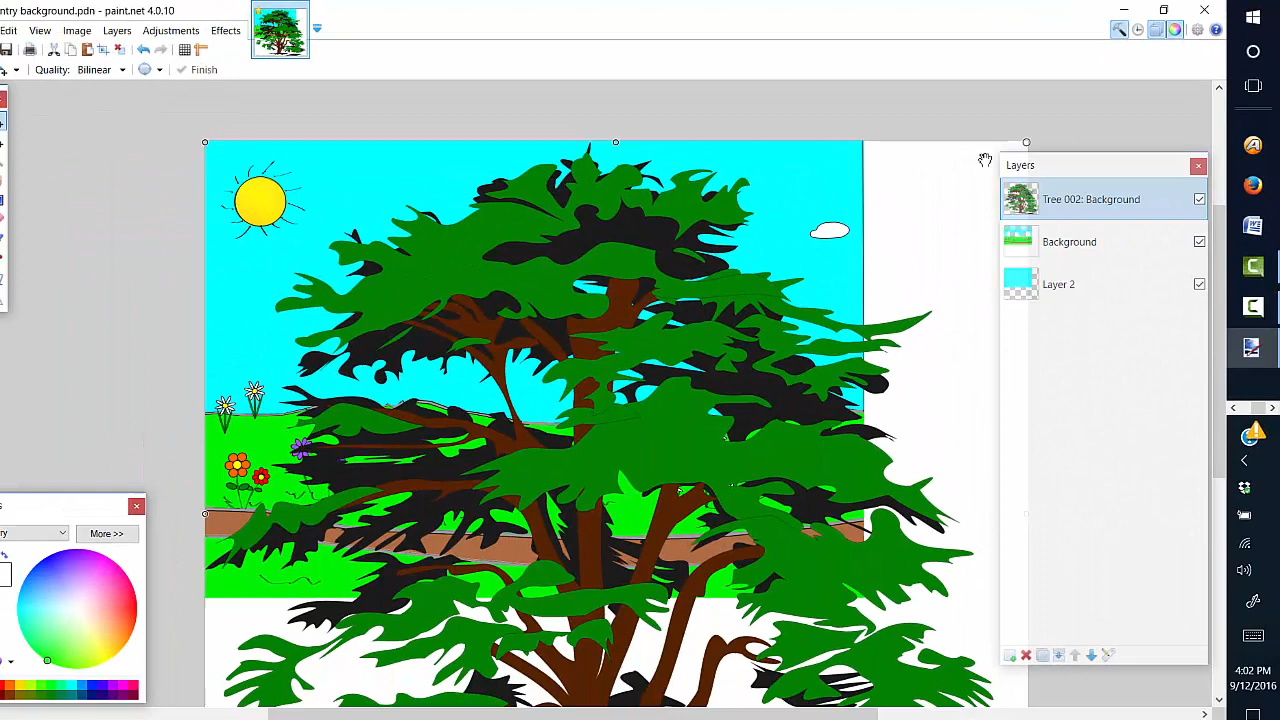 ntry background.pdn - paint.net 4.0.10
Edit View Image Layers Adjustments Effects
Quality: Bilinear Finish
Layers
Tree 002: Background
Background
Layer 2
ry More >>
4:02 PM
9/12/2016